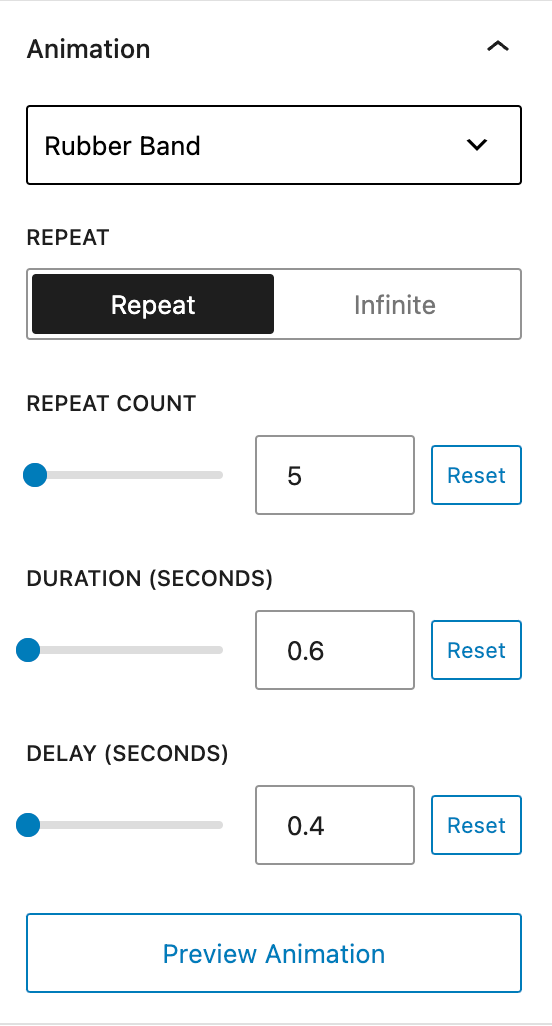 Animation
Rubber Band
REPEAT
Repeat Infinite
REPEAT COUNT
5 Reset
DURATION (SECONDS)
0.6 Reset
DELAY (SECONDS)
0.4 Reset
Preview Animation